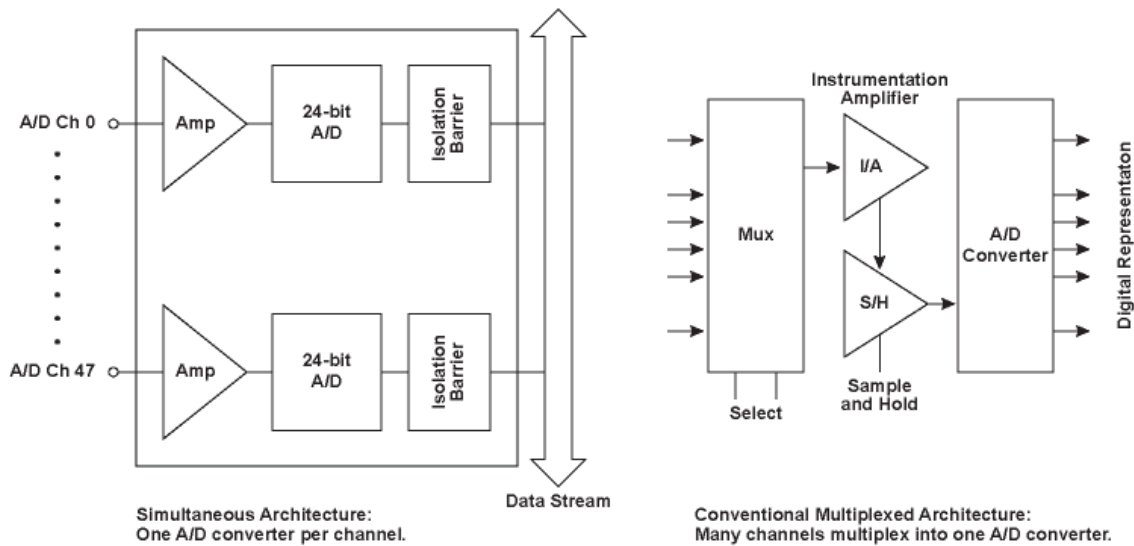 A/D Ch 0
Amp
24-bit
A/D
Isolation
Barrier
A/D Ch 47
Amp
24-bit
A/D
Isolation
Barrier
Data Stream
Simultaneous Architecture:
One A/D converter per channel.
Instrumentation
Amplifier
Mux
I/A
S/H
A/D
Converter
Digital Representaton
Select
Sample
and Hold
Conventional Multiplexed Architecture:
Many channels multiplex into one A/D converter.